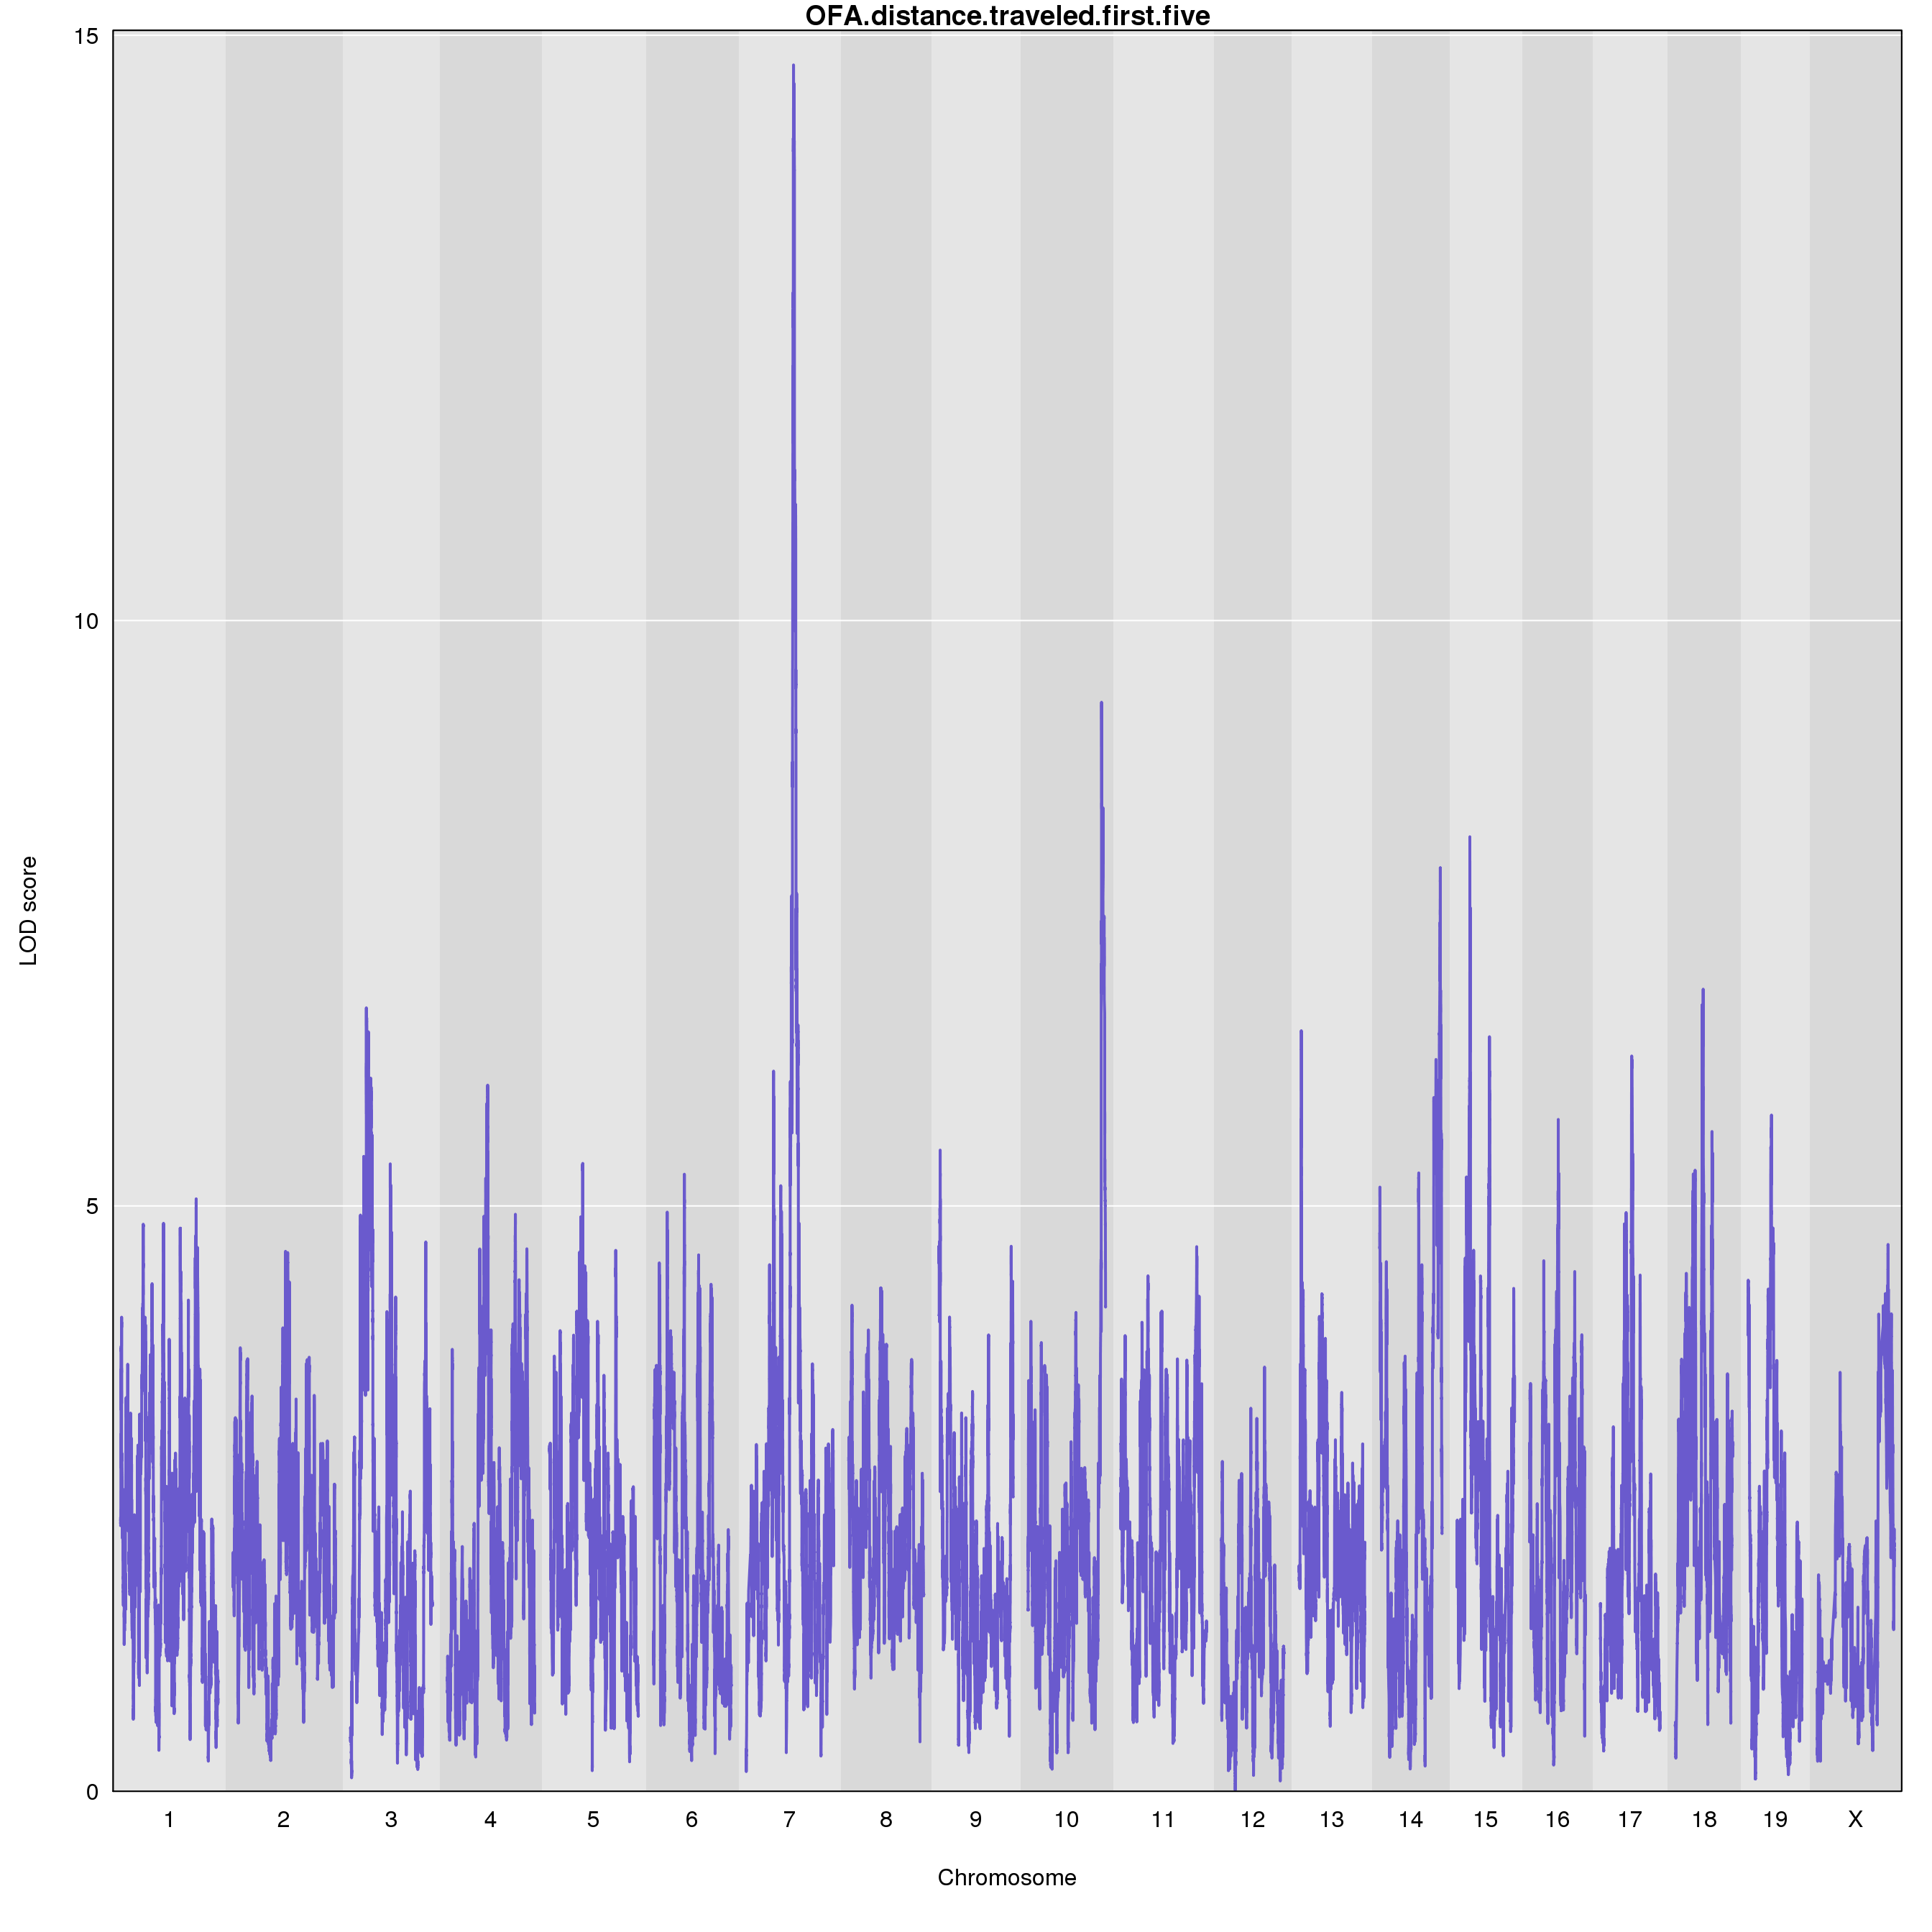 OFA.distance.traveled.first.five
15
10
5
0
LOD score
1 2 3 4 5 6 7 8 9 10 11 12 13 14 15 16 17 18 19 X
Chromosome